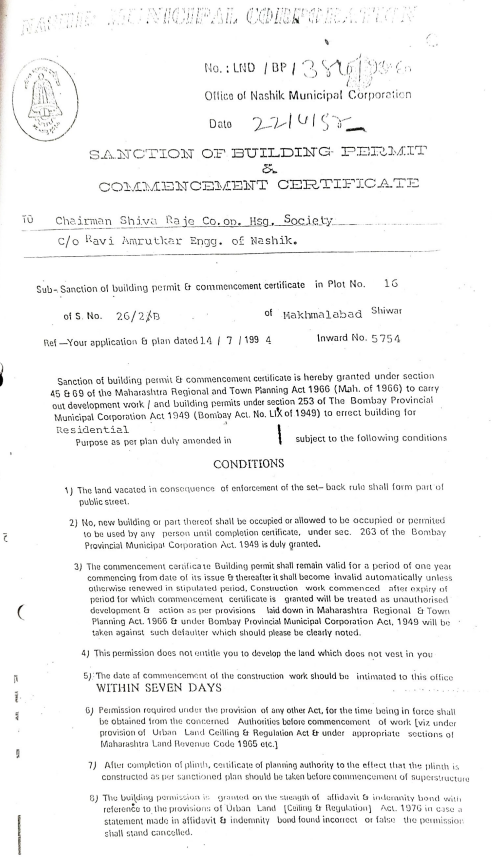 NASHIK MUNICIPAL CORPORATION
No. : LND / BP /
Office of Nashik Municipal Corporation
Date 22/4/95
SANCTION OF BUILDING PERMIT
&
COMMENCEMENT CERTIFICATE
TO Chairman Shiva Raje Co.op. Hsg. Society
C/o Ravi Amrutkar Engg. of Nashik.
Sub- Sanction of building permit & commencement certificate in Plot No. 16
of S. No. 26/2/B of Makhmalabad Shiwar
Ref —Your application & plan dated 14 / 7 / 1994 Inward No. 5754
Sanction of building permit & commencement certificate is hereby granted under section
45 & 69 of the Maharashtra Regional and Town Planning Act 1966 (Mah. of 1966) to carry
out development work / and building permits under section 253 of The Bombay Provincial
Municipal Corporation Act 1949 (Bombay Act. No. LIX of 1949) to errect building for
Residential
Purpose as per plan duly amended in subject to the following conditions
CONDITIONS
1) The land vacated in consequence of enforcement of the set-back rule shall form part of
public street.
2) No, new building or part thereof shall be occupied or allowed to be occupied or permited
to be used by any person until completion certificate, under sec. 263 of the Bombay
Provincial Municipal Corporation Act. 1949 is duly granted.
3) The commencement certificate Building permit shall remain valid for a period of one year
commencing from date of its issue & thereafter it shall become invalid automatically unless
otherwise renewed in stipulated period, Construction work commenced after expiry of
period for which commencement certificate is granted will be treated as unauthorised
development & action as per provisions laid down in Maharashtra Regional & Town
Planning Act. 1966 & under Bombay Provincial Municipal Corporation Act, 1949 will be
taken against such defaulter which should please be clearly noted.
4) This permission does not entitle you to develop the land which does not vest in you
5) The date of commencement of the construction work should be intimated to this office
WITHIN SEVEN DAYS
6) Permission required under the provision of any other Act, for the time being in force shall
be obtained from the concerned Authorities before commencement of work [viz under
provision of Urban Land Ceilling & Regulation Act & under appropriate sections of
Maharashtra Land Revenue Code 1965 etc.]
7) After completion of plinth, certificate of planning authority to the effect that the plinth is
constructed as per sanctioned plan should be taken before commencement of superstructure
8) The building permission is granted on the strength of affidavit & indemnity bond with
reference to the provisions of Urban Land [Ceiling & Regulation] Act. 1976 in case a
statement made in affidavit & indemnity bond found incorrect or false the permission
shall stand cancelled.